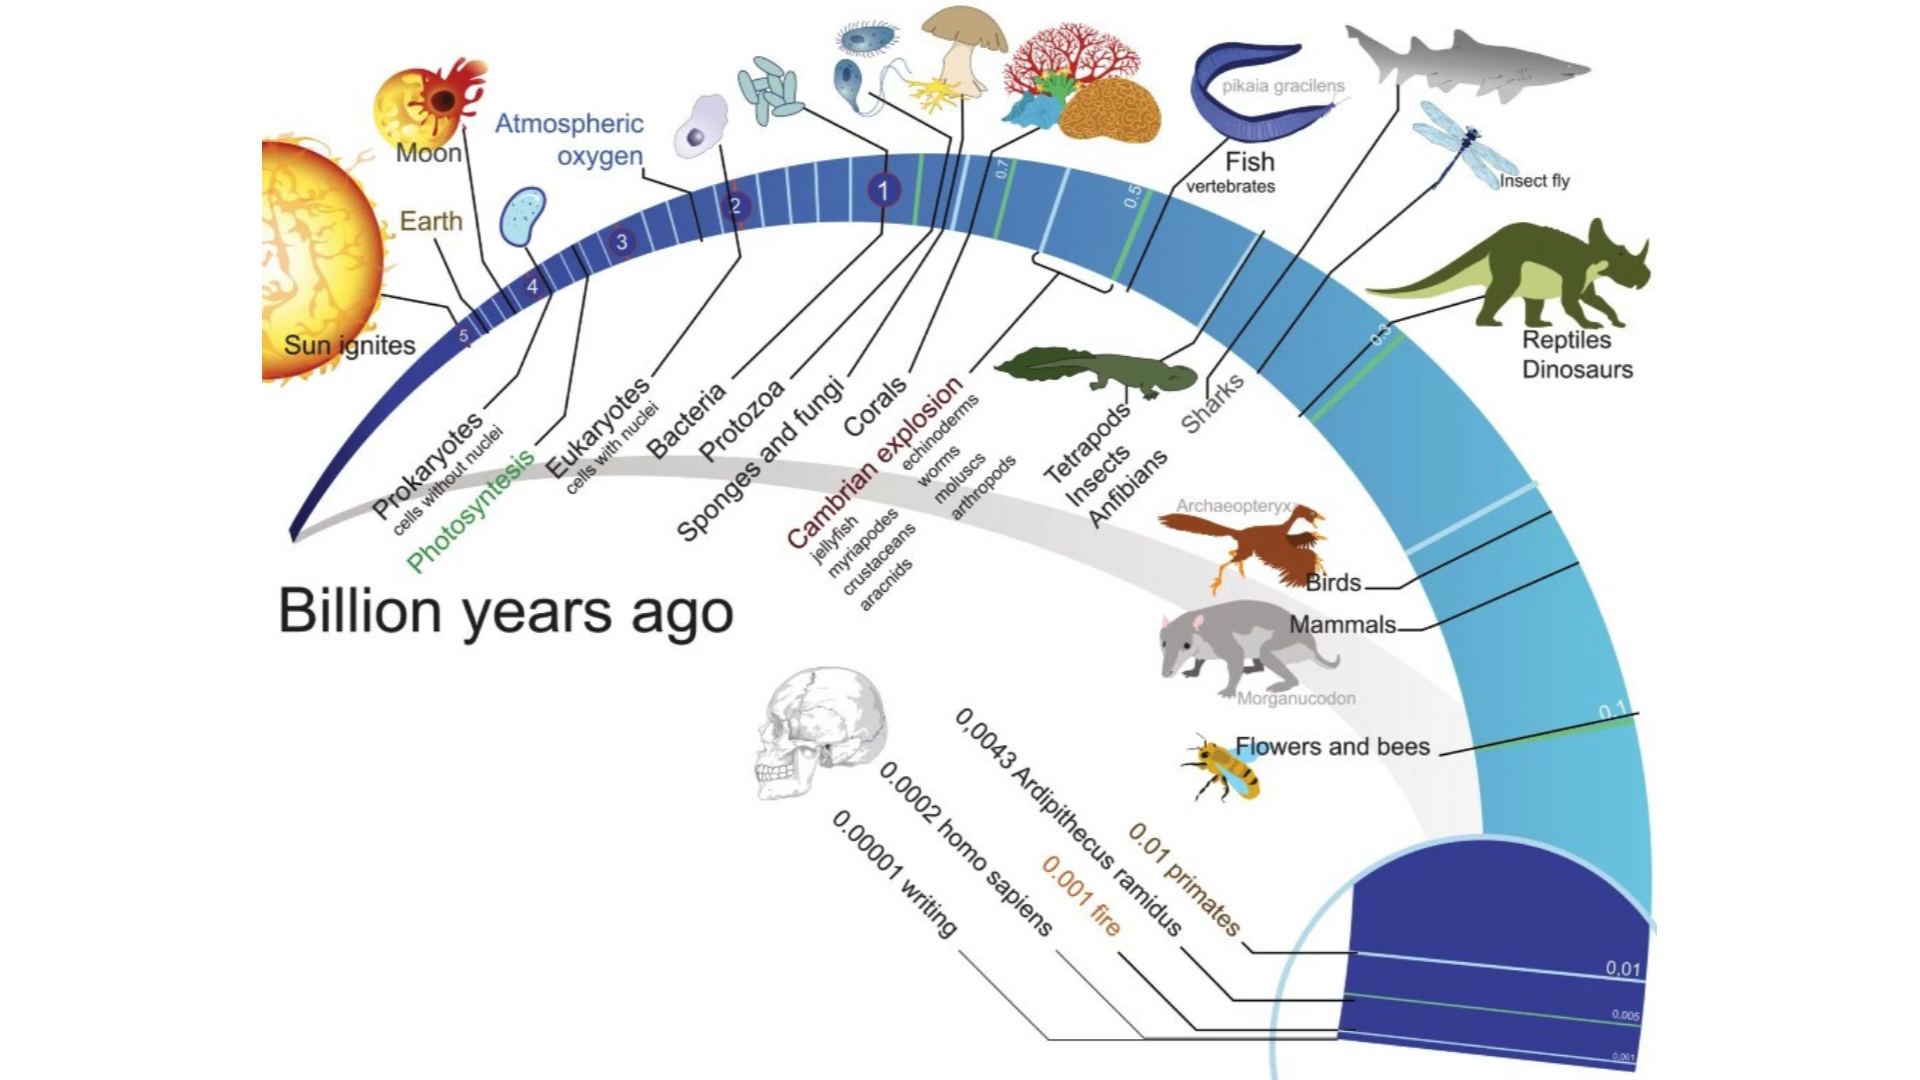 Moon
Atmospheric
oxygen
Earth
Sun ignites
5
4
3
2
1
0.7
0.5
0.3
0.1
pikaia gracilens
Fish
vertebrates
Insect fly
Reptiles
Dinosaurs
Prokaryotes
cells without nuclei
Photosyntesis
Eukaryotes
cells with nuclei
Bacteria
Protozoa
Sponges and fungi
Corals
Cambrian explosion
echinoderms
worms
moluscs
arthropods
jellyfish
myriapodes
crustaceans
aracnids
Tetrapods
Insects
Anfibians
Sharks
Archaeopteryx
Birds
Mammals
Morganucodon
Flowers and bees
Billion years ago
0,0043 Ardipithecus ramidus
0.0002 homo sapiens
0.00001 writing
0.01 primates
0.001 fire
0,01
0.005
0,001